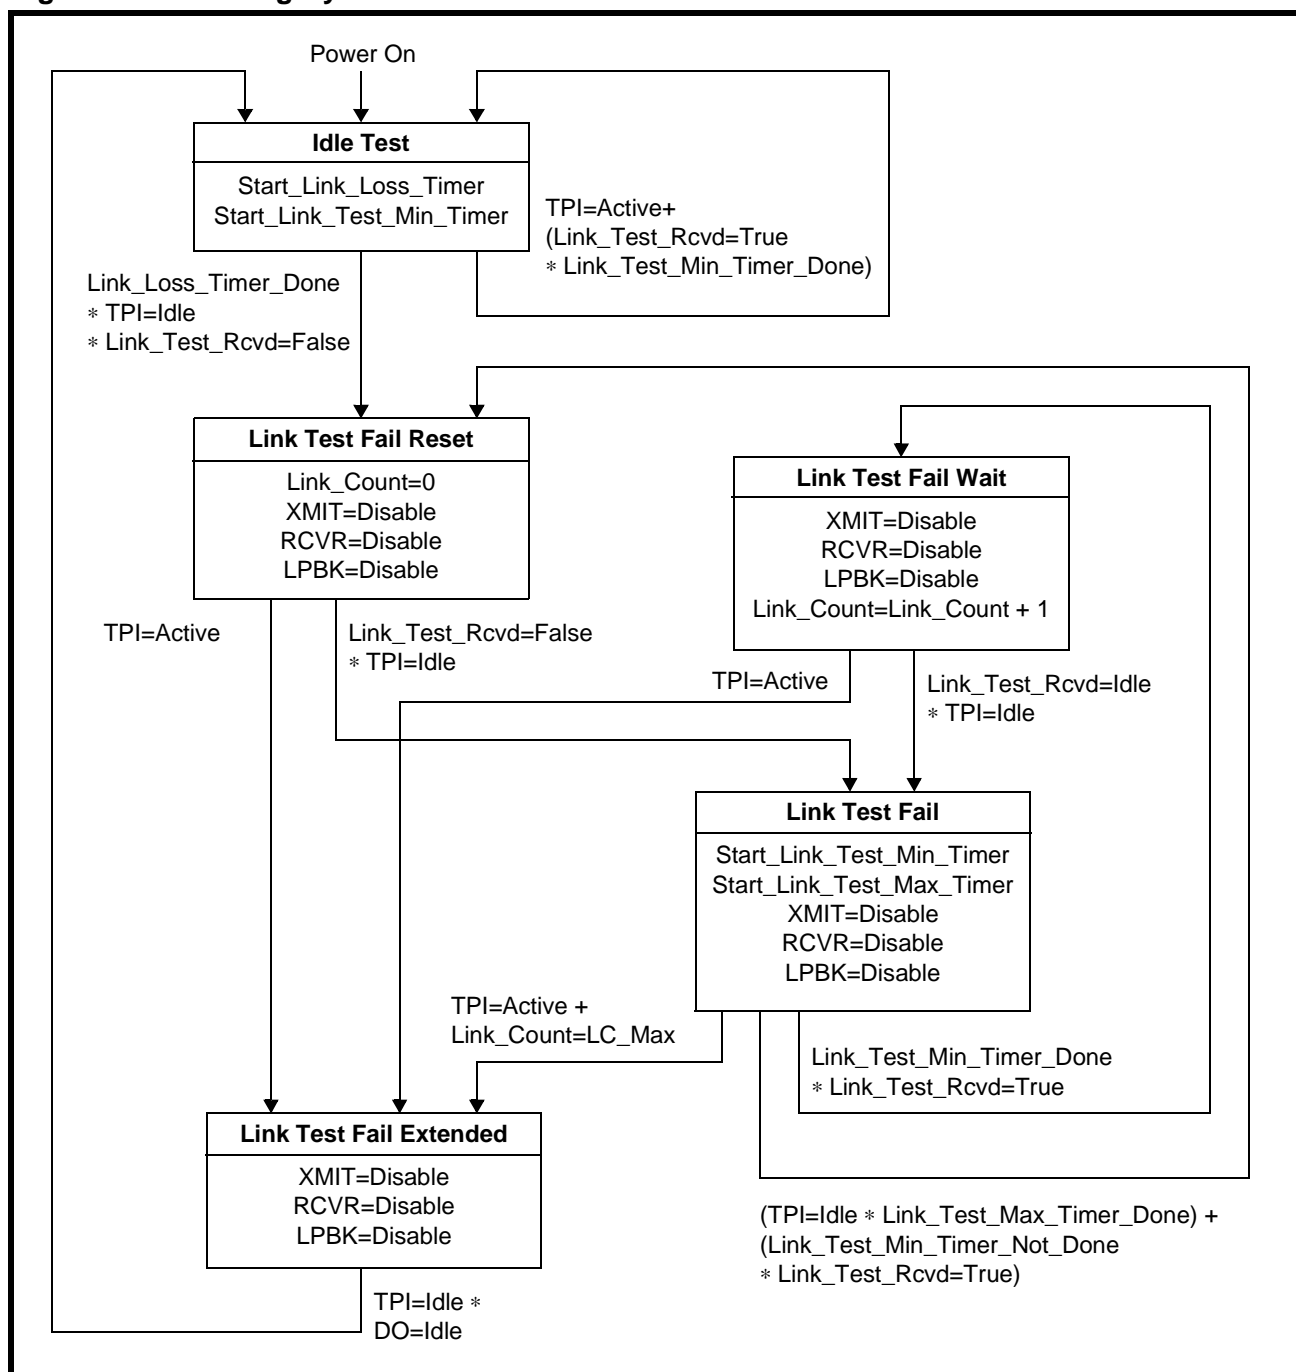 Power On
Idle Test
Start_Link_Loss_Timer
Start_Link_Test_Min_Timer
TPI=Active+
(Link_Test_Rcvd=True
* Link_Test_Min_Timer_Done)
Link_Loss_Timer_Done
* TPI=Idle
* Link_Test_Rcvd=False
Link Test Fail Reset
Link_Count=0
XMIT=Disable
RCVR=Disable
LPBK=Disable
Link Test Fail Wait
XMIT=Disable
RCVR=Disable
LPBK=Disable
Link_Count=Link_Count + 1
TPI=Active
Link_Test_Rcvd=False
* TPI=Idle
TPI=Active
Link_Test_Rcvd=Idle
* TPI=Idle
Link Test Fail
Start_Link_Test_Min_Timer
Start_Link_Test_Max_Timer
XMIT=Disable
RCVR=Disable
LPBK=Disable
TPI=Active +
Link_Count=LC_Max
Link_Test_Min_Timer_Done
* Link_Test_Rcvd=True
Link Test Fail Extended
XMIT=Disable
RCVR=Disable
LPBK=Disable
(TPI=Idle * Link_Test_Max_Timer_Done) +
(Link_Test_Min_Timer_Not_Done
* Link_Test_Rcvd=True)
TPI=Idle *
DO=Idle